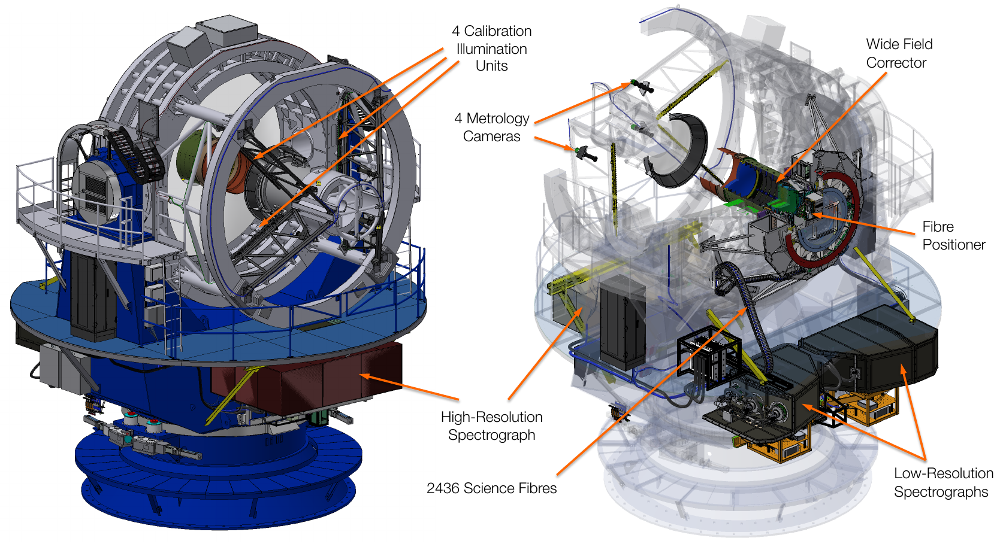 4 Calibration
Illumination
Units
Wide Field
Corrector
4 Metrology
Cameras
Fibre
Positioner
High-Resolution
Spectrograph
2436 Science Fibres
Low-Resolution
Spectrographs